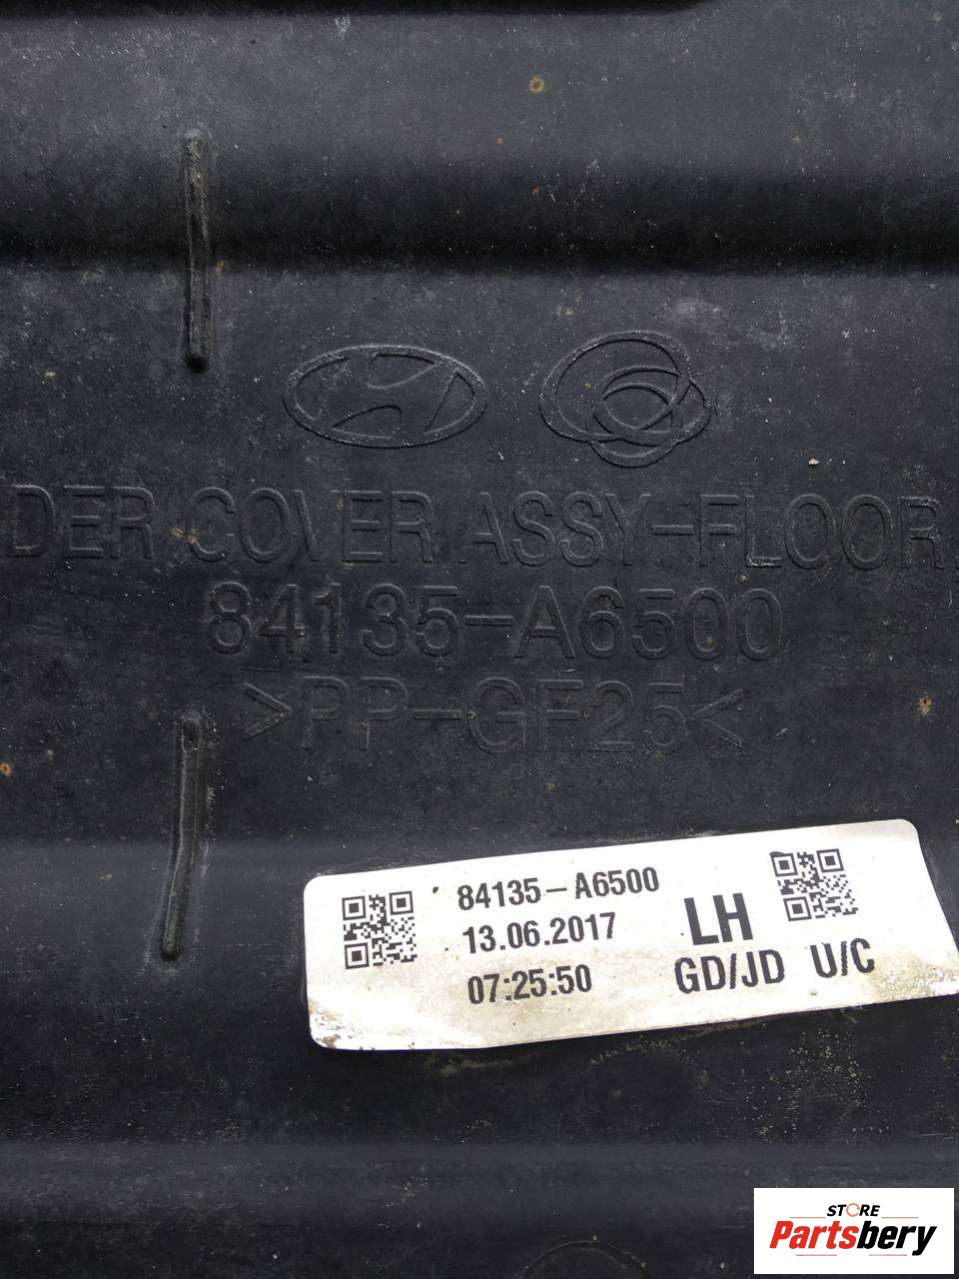 DER COVER ASSY-FLOOR
84135-A6500
>PP-GF25<
84135-A6500
13.06.2017
07:25:50
LH
GD/JD U/C
STORE
Partsbery